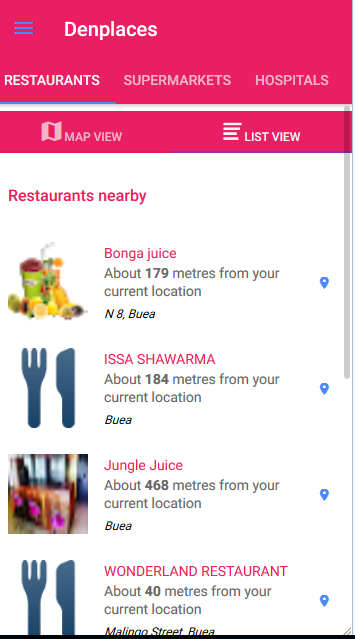 Denplaces
RESTAURANTS SUPERMARKETS HOSPITALS
MAP VIEW LIST VIEW
Restaurants nearby
Bonga juice
About 179 metres from your
current location
N 8, Buea
ISSA SHAWARMA
About 184 metres from your
current location
Buea
Jungle Juice
About 468 metres from your
current location
Buea
WONDERLAND RESTAURANT
About 40 metres from your
current location
Malingo Street, Buea